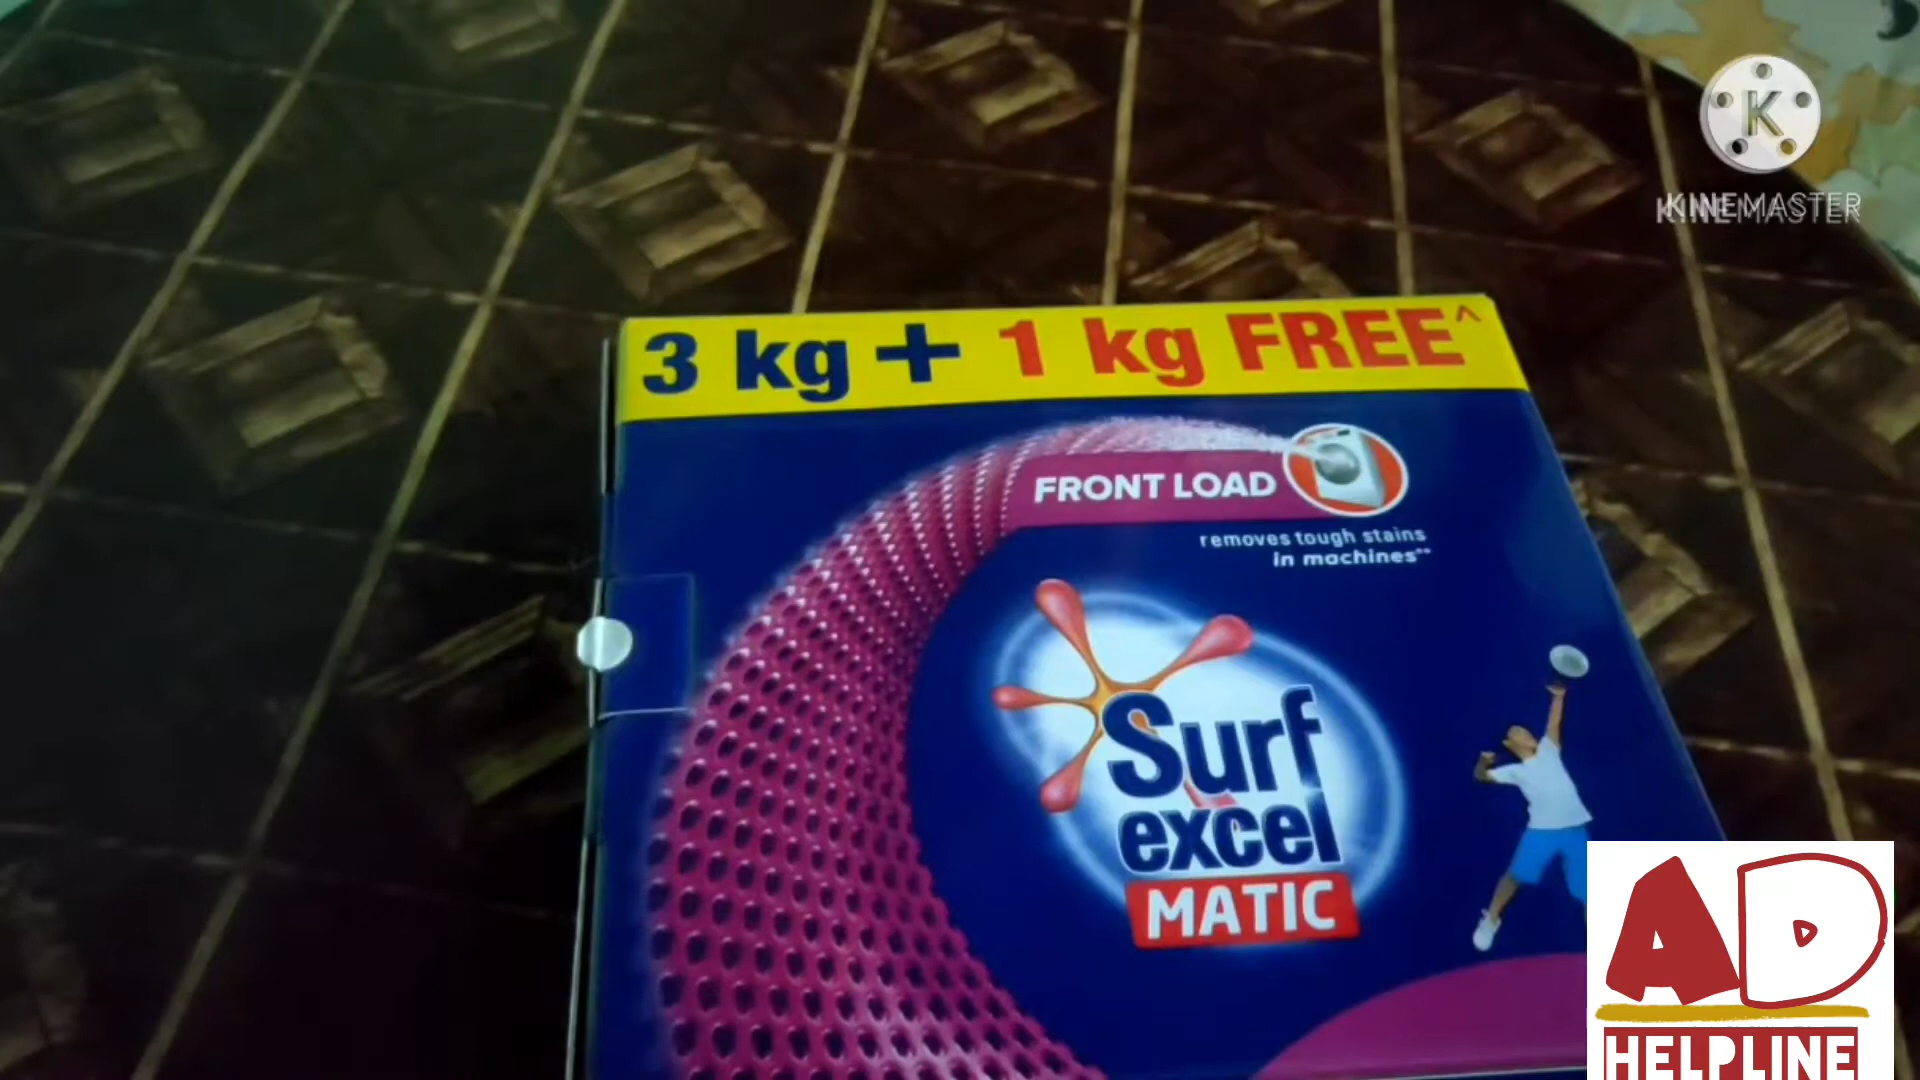 K
KINEMASTER
3 kg + 1 kg FREE^
FRONT LOAD
removes tough stains
in machines**
Surf
excel
MATIC
AD
HELPLINE